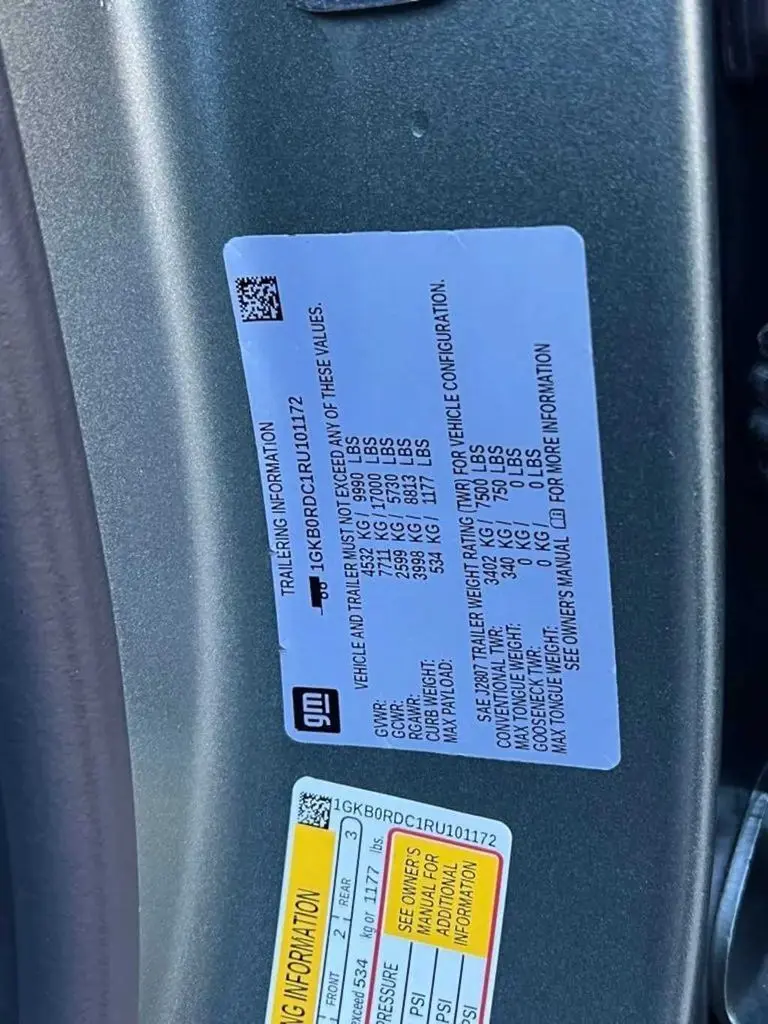 TRAILERING INFORMATION
gm 1GKB0RDC1RU101172
VEHICLE AND TRAILER MUST NOT EXCEED ANY OF THESE VALUES.
GVWR: 4532 KG / 9990 LBS
GCWR: 7711 KG / 17000 LBS
RGAWR: 2599 KG / 5730 LBS
CURB WEIGHT: 3998 KG / 8813 LBS
MAX PAYLOAD: 534 KG / 1177 LBS
SAE J2807 TRAILER WEIGHT RATING (TWR) FOR VEHICLE CONFIGURATION.
CONVENTIONAL TWR: 3402 KG / 7500 LBS
MAX TONGUE WEIGHT: 340 KG / 750 LBS
GOOSENECK TWR: 0 KG / 0 LBS
MAX TONGUE WEIGHT: 0 KG / 0 LBS
SEE OWNER'S MANUAL FOR MORE INFORMATION
1GKB0RDC1RU101172
NG INFORMATION
FRONT 2 REAR 3
exceed 534 kg or 1177 lbs.
PRESSURE
PSI
PSI
PSI
SEE OWNER'S
MANUAL FOR
ADDITIONAL
INFORMATION